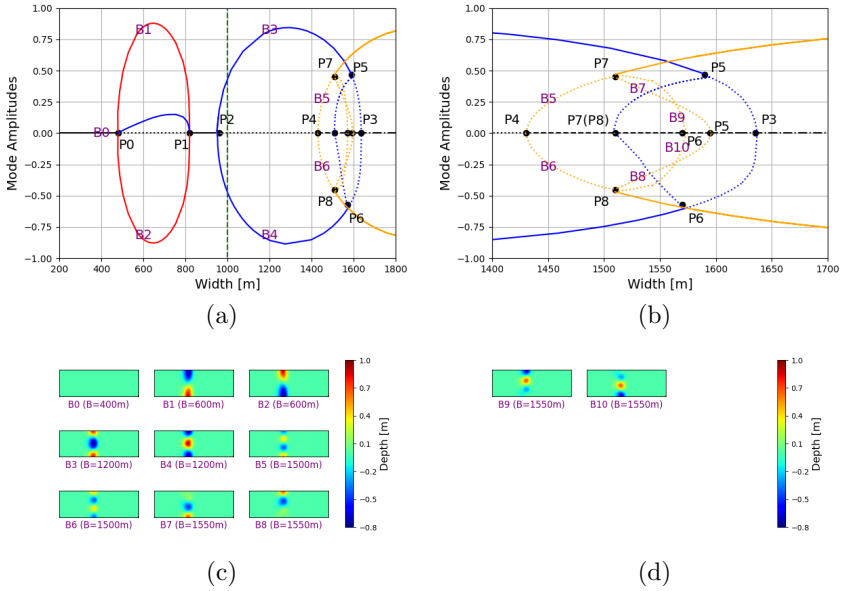 1.00
0.75
0.50
0.25
0.00
−0.25
−0.50
−0.75
−1.00
Mode Amplitudes
200 400 600 800 1000 1200 1400 1600 1800
Width [m]
B1
B3
P7
P5
B5
B0
P0
P1
P2
P4
P3
B6
B2
B4
P8
P6
(a)
1.00
0.75
0.50
0.25
0.00
−0.25
−0.50
−0.75
−1.00
Mode Amplitudes
1400 1450 1500 1550 1600 1650 1700
Width [m]
P7
P5
B7
B5
B9
P4
P7(P8)
P5
P3
P6
B10
B6
B8
P8
P6
(b)
B0 (B=400m)
B1 (B=600m)
B2 (B=600m)
B3 (B=1200m)
B4 (B=1200m)
B5 (B=1500m)
B6 (B=1500m)
B7 (B=1550m)
B8 (B=1550m)
1.0
0.7
0.4
0.1
−0.2
−0.5
−0.8
Depth [m]
(c)
B9 (B=1550m)
B10 (B=1550m)
1.0
0.7
0.4
0.1
−0.2
−0.5
−0.8
Depth [m]
(d)